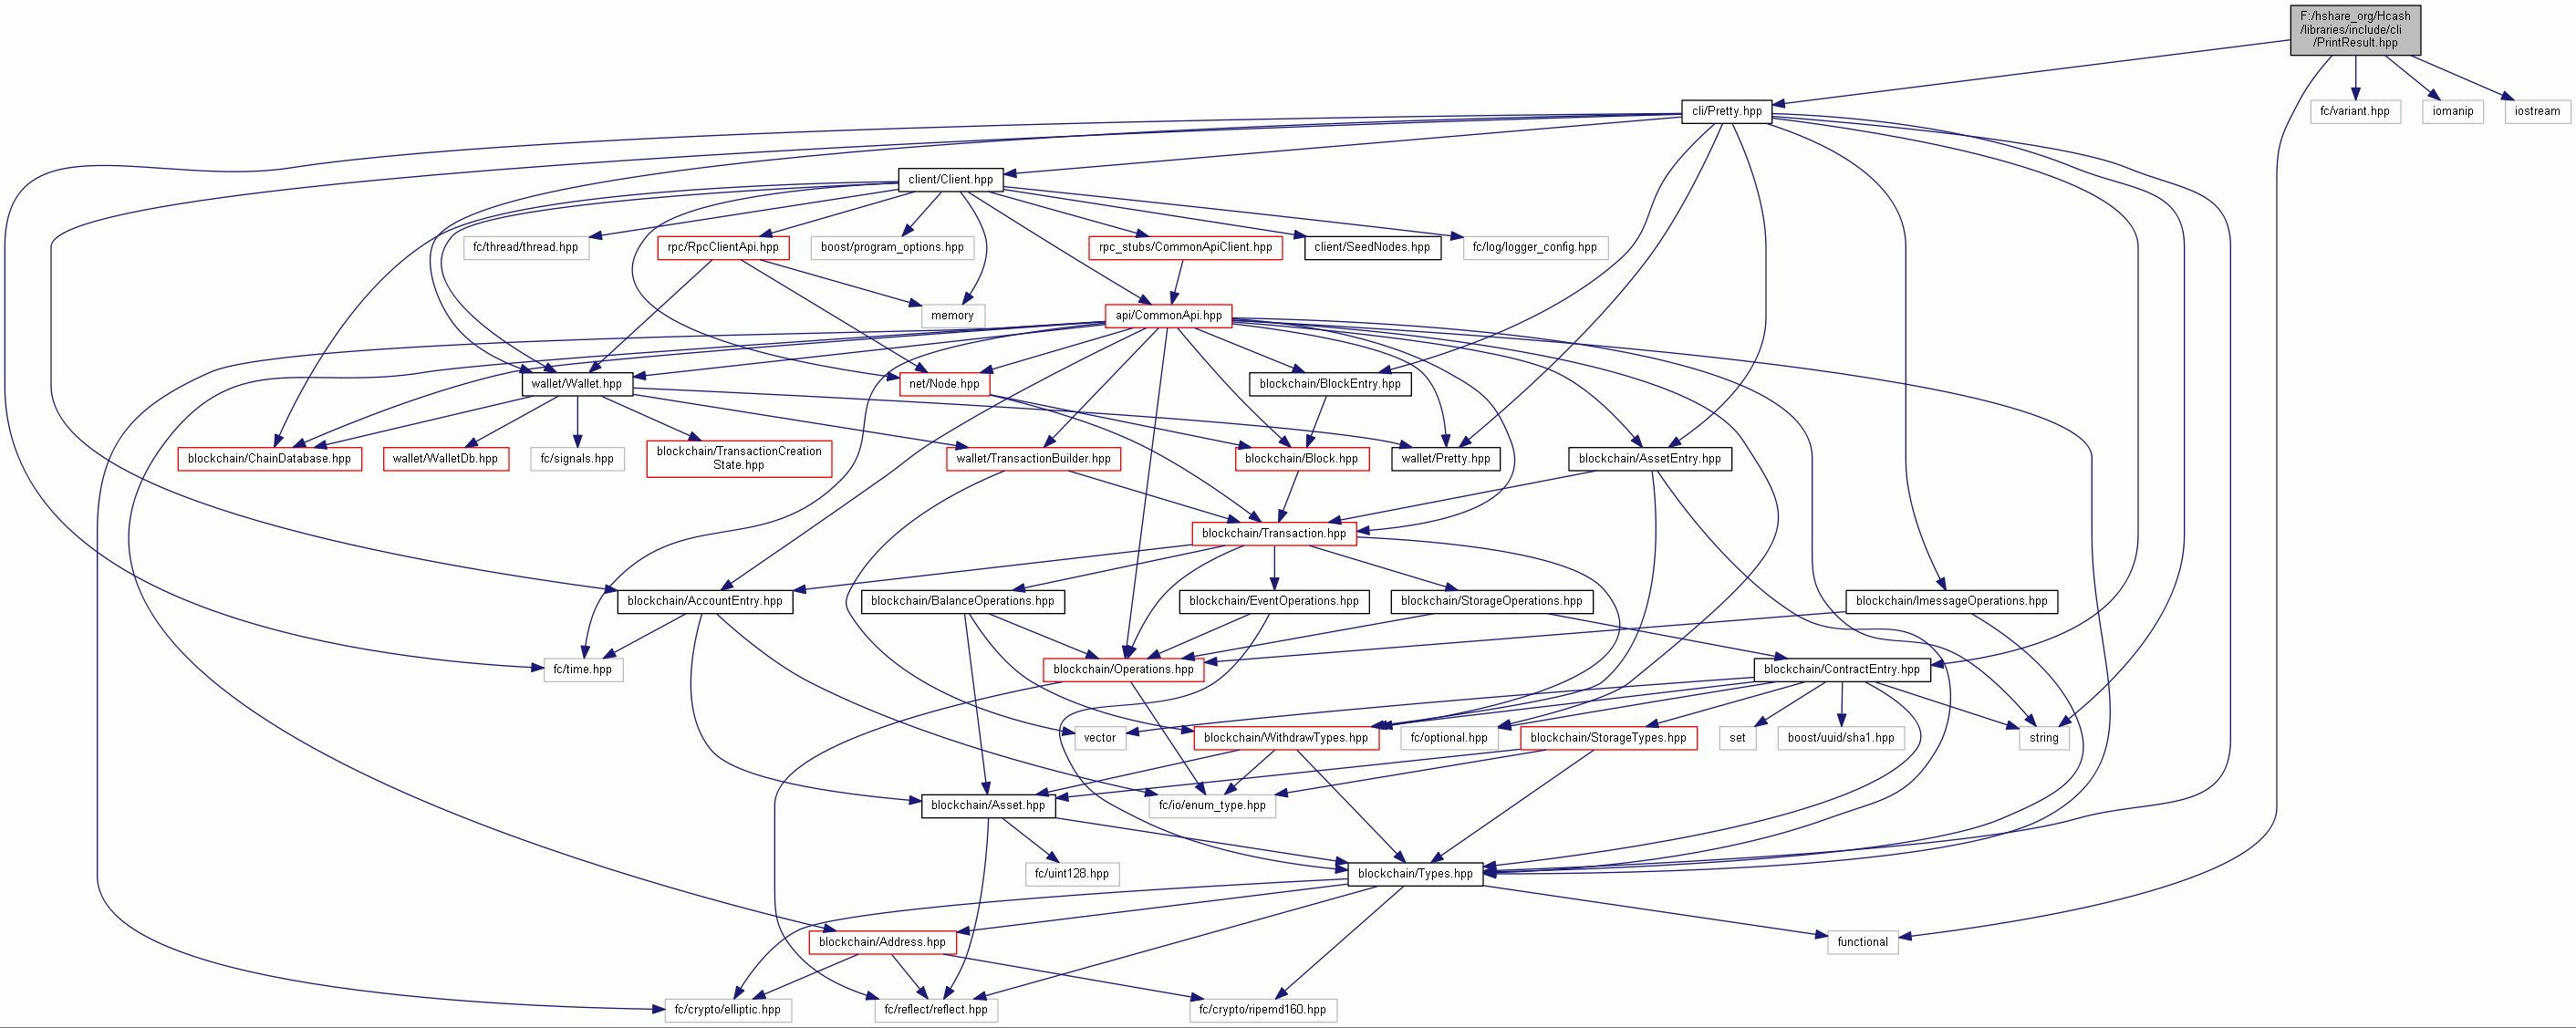 F:/hshare_org/Hcash
/libraries/include/cli
/PrintResult.hpp
cli/Pretty.hpp
fc/variant.hpp
iomanip
iostream
client/Client.hpp
fc/thread/thread.hpp
rpc/RpcClientApi.hpp
boost/program_options.hpp
rpc_stubs/CommonApiClient.hpp
client/SeedNodes.hpp
fc/log/logger_config.hpp
memory
api/CommonApi.hpp
wallet/Wallet.hpp
net/Node.hpp
blockchain/BlockEntry.hpp
blockchain/ChainDatabase.hpp
wallet/WalletDb.hpp
fc/signals.hpp
blockchain/TransactionCreation
State.hpp
wallet/TransactionBuilder.hpp
blockchain/Block.hpp
wallet/Pretty.hpp
blockchain/AssetEntry.hpp
blockchain/Transaction.hpp
blockchain/AccountEntry.hpp
blockchain/BalanceOperations.hpp
blockchain/EventOperations.hpp
blockchain/StorageOperations.hpp
blockchain/ImessageOperations.hpp
fc/time.hpp
blockchain/Operations.hpp
blockchain/ContractEntry.hpp
vector
blockchain/WithdrawTypes.hpp
fc/optional.hpp
blockchain/StorageTypes.hpp
set
boost/uuid/sha1.hpp
string
blockchain/Asset.hpp
fc/io/enum_type.hpp
fc/uint128.hpp
blockchain/Types.hpp
blockchain/Address.hpp
functional
fc/crypto/elliptic.hpp
fc/reflect/reflect.hpp
fc/crypto/ripemd160.hpp